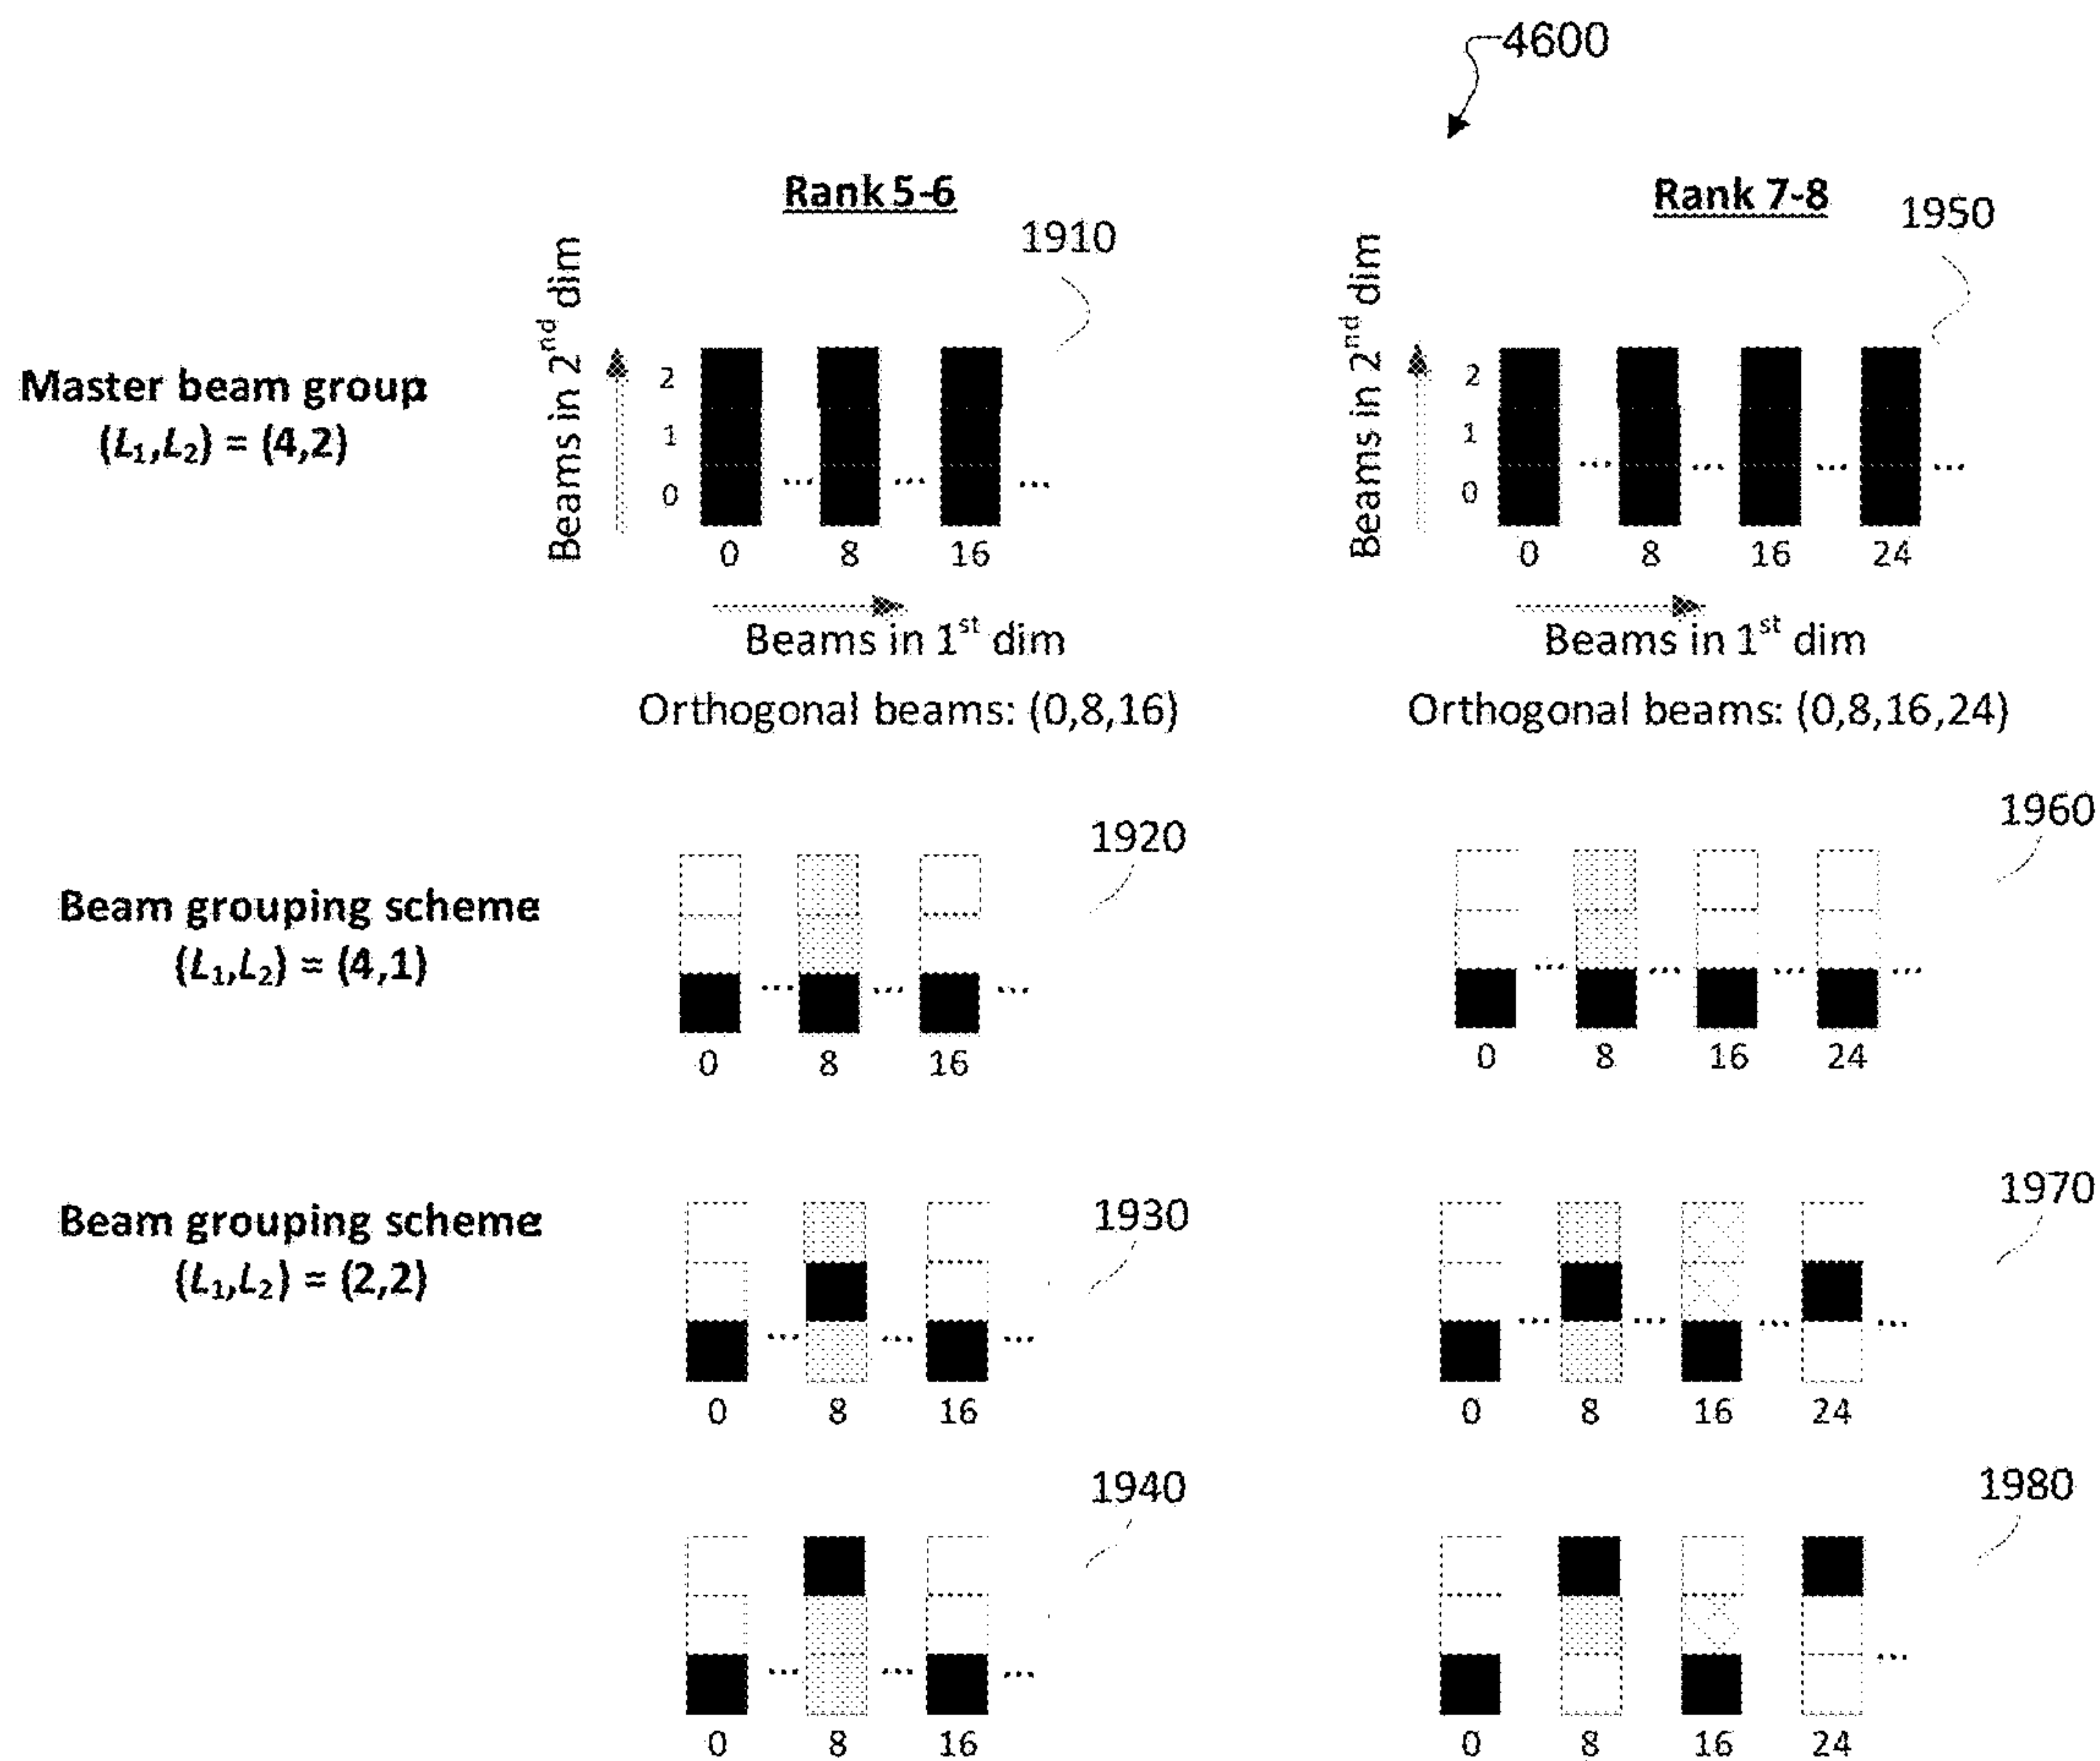 4600
Rank 5-6
Rank 7-8
1910
1950
Master beam group
(L₁,L₂) = (4,2)
Beams in 2nd dim
2
1
0
... ... ...
0 8 16
Beams in 1st dim
Orthogonal beams: (0,8,16)
Beams in 2nd dim
2
1
0
... ... ... ...
0 8 16 24
Beams in 1st dim
Orthogonal beams: (0,8,16,24)
Beam grouping scheme
(L₁,L₂) = (4,1)
1920
... ... ...
0 8 16
1960
... ... ... ...
0 8 16 24
Beam grouping scheme
(L₁,L₂) = (2,2)
1930
... ... ...
0 8 16
1970
... ... ... ...
0 8 16 24
1940
... ... ...
0 8 16
1980
...
0 8 16 24